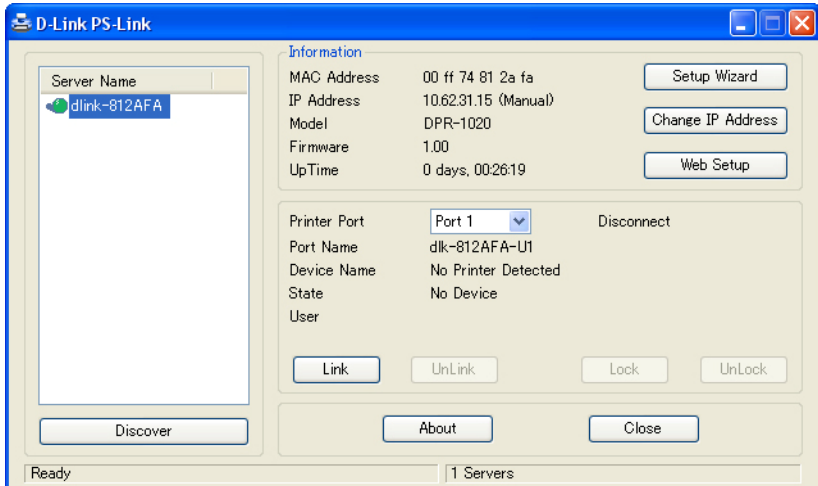 D-Link PS-Link
Server Name
dlink-812AFA
Discover
Information
MAC Address 00 ff 74 81 2a fa
IP Address 10.62.31.15 (Manual)
Model DPR-1020
Firmware 1.00
UpTime 0 days, 00:26:19
Setup Wizard
Change IP Address
Web Setup
Printer Port Port 1 Disconnect
Port Name dlk-812AFA-U1
Device Name No Printer Detected
State No Device
User
Link UnLink Lock UnLock
About Close
Ready 1 Servers